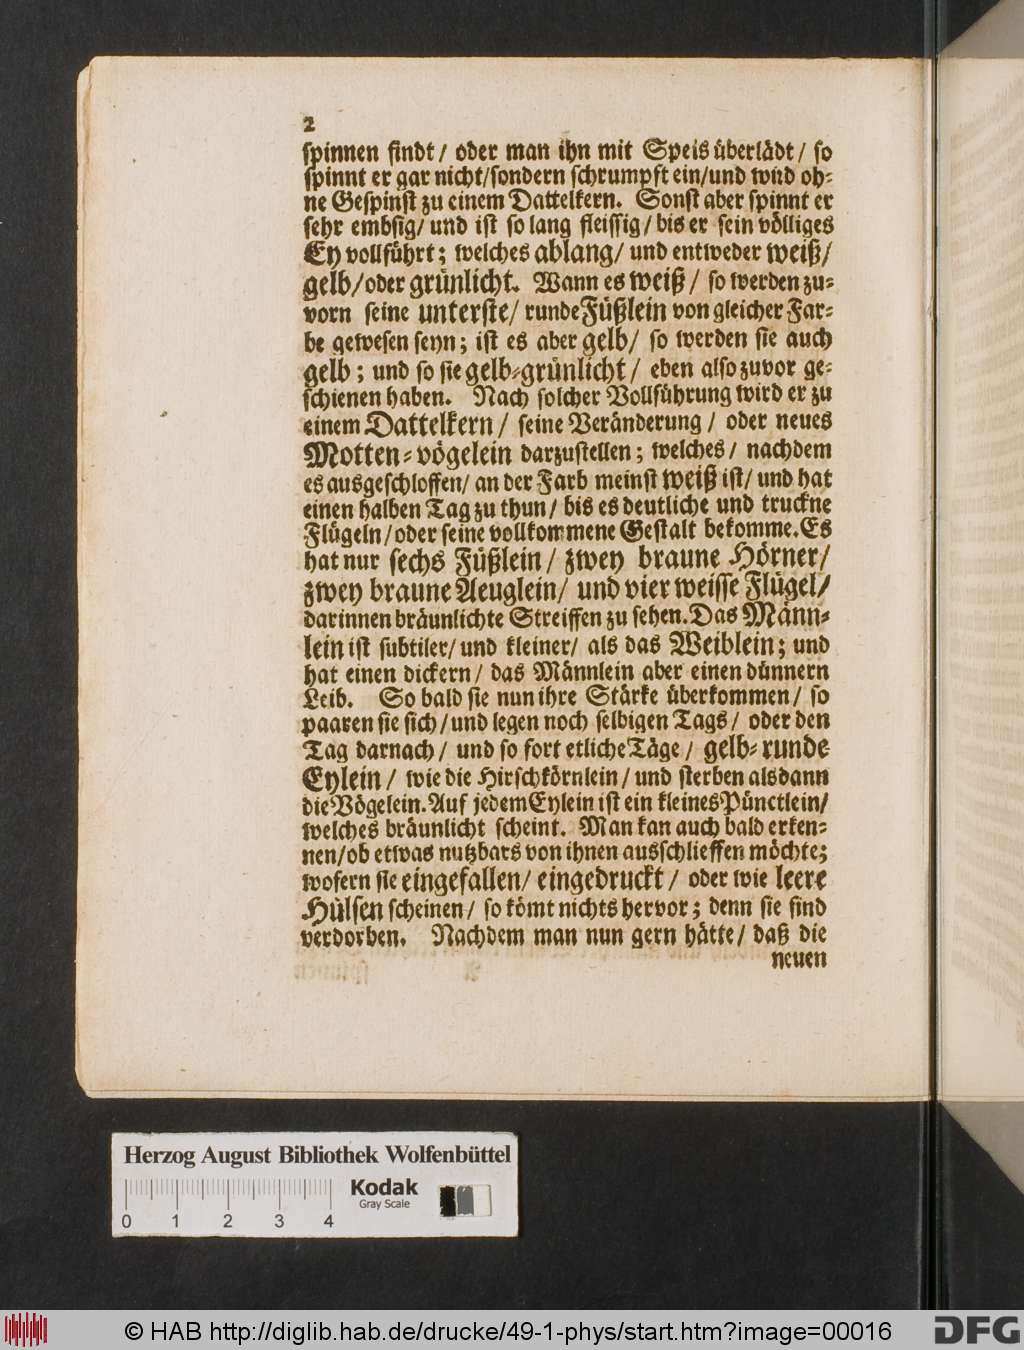 2
spinnen findt / oder man ihn mit Speis überlädt / so
spinnt er gar nicht/sondern schrumpft ein/und wird oh-
ne Gespinst zu einem Dattelkern. Sonst aber spinnt er
sehr embsig/ und ist so lang fleissig/ bis er sein völliges
Ey vollführt; welches ablang/ und entweder weiß/
gelb/oder grünlicht. Wann es weiß/ so werden zu-
vorn seine unterste/ runde Füßlein von gleicher Far-
be gewesen seyn; ist es aber gelb/ so werden sie auch
gelb; und so sie gelb-grünlicht/ eben also zuvor ge-
schienen haben. Nach solcher Vollführung wird er zu
einem Dattelkern/ seine Veränderung/ oder neues
Motten-vögelein darzustellen; welches/ nachdem
es ausgeschloffen/ an der Farb meinst weiß ist/ und hat
einen halben Tag zu thun/ bis es deutliche und truckne
Flügeln/oder seine vollkommene Gestalt bekomme. Es
hat nur sechs Füßlein/ zwey braune Hörner/
zwey braune Aeuglein/ und vier weisse Flügel/
darinnen bräunlichte Streiffen zu sehen. Das Männ-
lein ist subtiler/ und kleiner/ als das Weiblein; und
hat einen dickern/ das Männlein aber einen dünnern
Leib. So bald sie nun ihre Stärke überkommen/ so
paaren sie sich/ und legen noch selbigen Tags/ oder den
Tag darnach/ und so fort etliche Täge/ gelb-runde
Eylein/ wie die Hirschkörnlein/ und sterben alsdann
die Vögelein. Auf jedem Eylein ist ein kleines Pünctlein/
welches bräunlicht scheint. Man kan auch bald erken-
nen/ob etwas nutzbars von ihnen ausschlieffen möchte;
wofern sie eingefallen/ eingedruckt/ oder wie leere
Hülsen scheinen/ so kömt nichts hervor; denn sie sind
verdorben. Nachdem man nun gern hätte/ daß die
neuen
Herzog August Bibliothek Wolfenbüttel
Kodak
Gray Scale
0 1 2 3 4
© HAB http://diglib.hab.de/drucke/49-1-phys/start.htm?image=00016
DFG